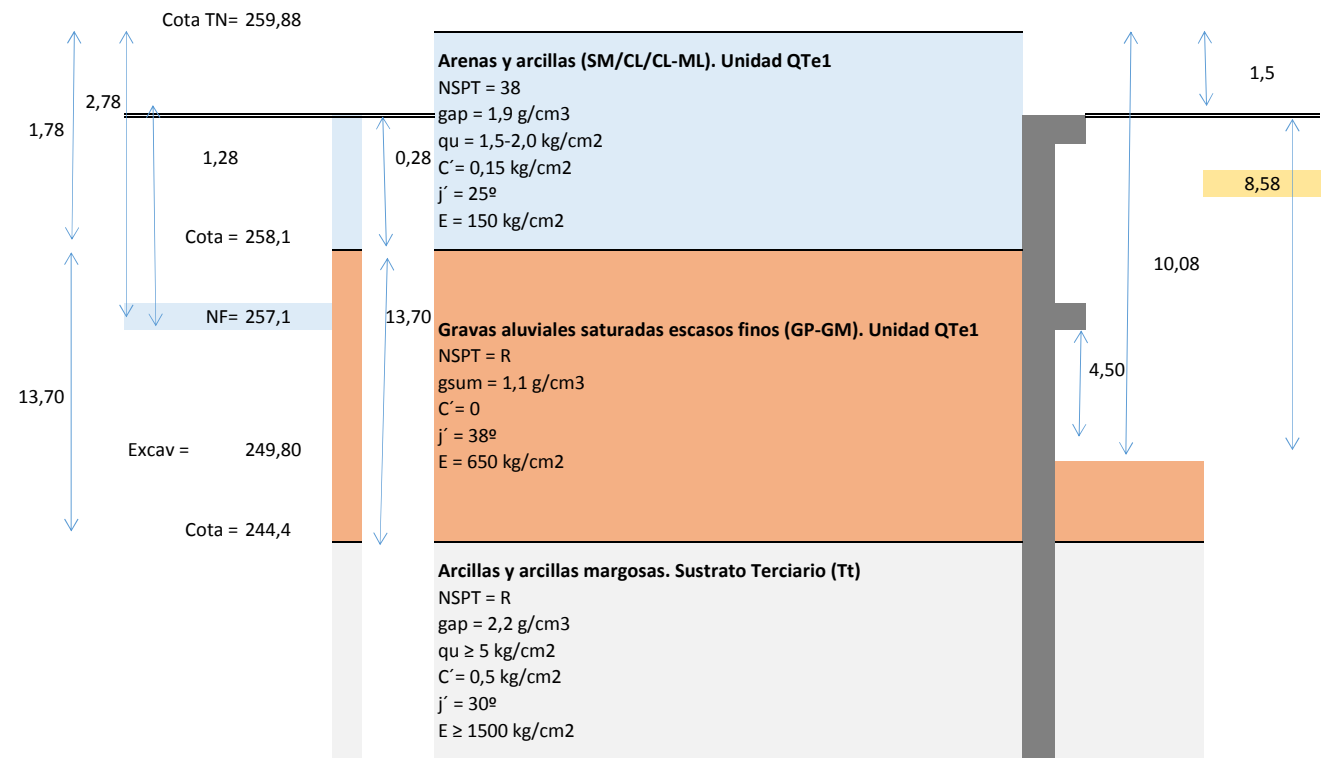 Cota TN= 259,88
Arenas y arcillas (SM/CL/CL-ML). Unidad QTe1
NSPT = 38
gap = 1,9 g/cm3
qu = 1,5-2,0 kg/cm2
C´= 0,15 kg/cm2
j´ = 25º
E = 150 kg/cm2
1,5
2,78
1,78
1,28
0,28
8,58
Cota = 258,1
10,08
NF= 257,1
13,70
Gravas aluviales saturadas escasos finos (GP-GM). Unidad QTe1
NSPT = R
gsum = 1,1 g/cm3
C´= 0
j´ = 38º
E = 650 kg/cm2
4,50
13,70
Excav = 249,80
Cota = 244,4
Arcillas y arcillas margosas. Sustrato Terciario (Tt)
NSPT = R
gap = 2,2 g/cm3
qu ≥ 5 kg/cm2
C´= 0,5 kg/cm2
j´ = 30º
E ≥ 1500 kg/cm2